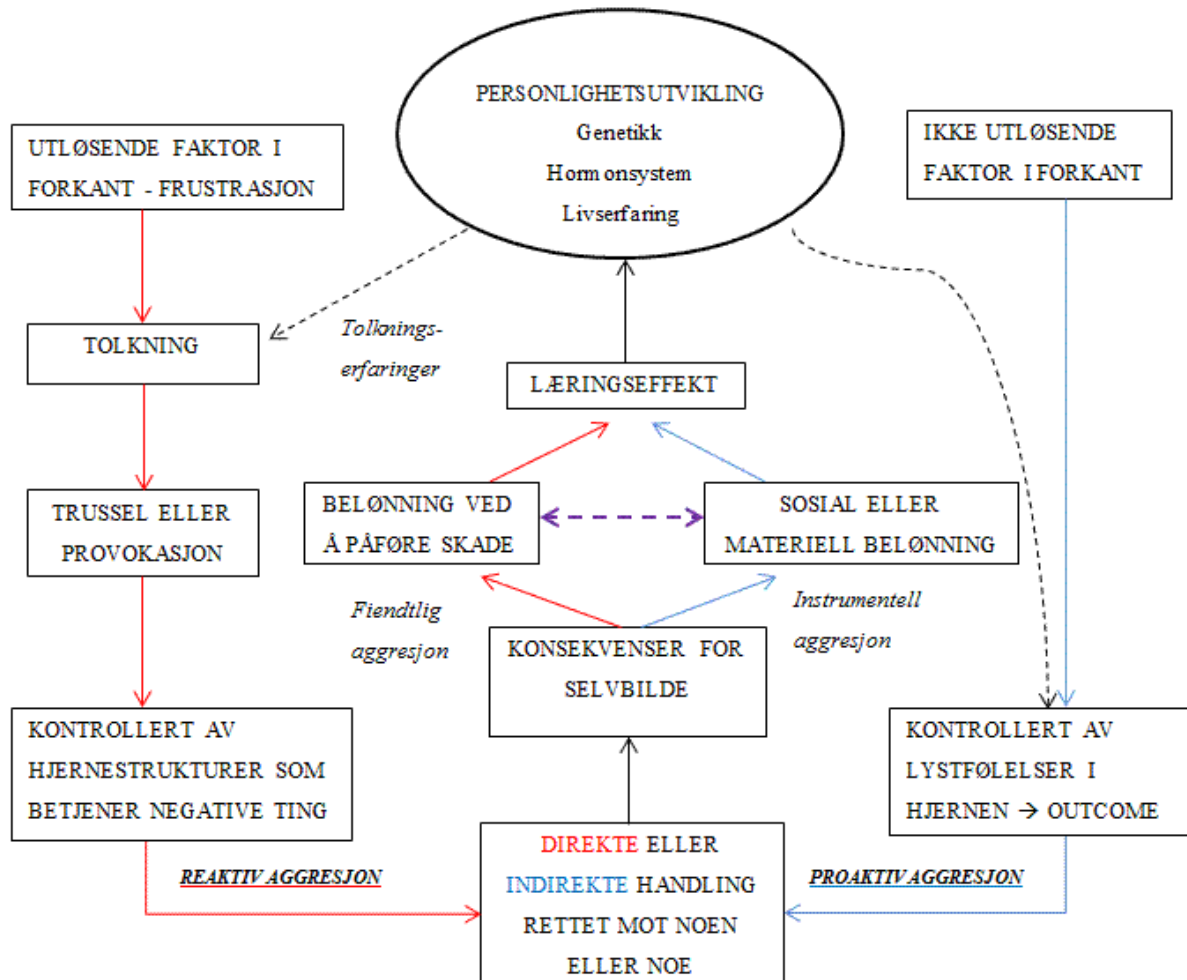 PERSONLIGHETSUTVIKLING
Genetikk
Hormonsystem
Livserfaring
UTLØSENDE FAKTOR I
FORKANT - FRUSTRASJON
IKKE UTLØSENDE
FAKTOR I FORKANT
TOLKNING
Tolknings-
erfaringer
LÆRINGSEFFEKT
TRUSSEL ELLER
PROVOKASJON
BELØNNING VED
Å PÅFØRE SKADE
SOSIAL ELLER
MATERIELL BELØNNING
Fiendtlig
aggresjon
Instrumentell
aggresjon
KONSEKVENSER FOR
SELVBILDE
KONTROLLERT AV
HJERNESTRUKTURER SOM
BETJENER NEGATIVE TING
KONTROLLERT AV
LYSTFØLELSER I
HJERNEN → OUTCOME
REAKTIV AGGRESJON
DIREKTE ELLER
INDIREKTE HANDLING
RETTET MOT NOEN
ELLER NOE
PROAKTIV AGGRESJON